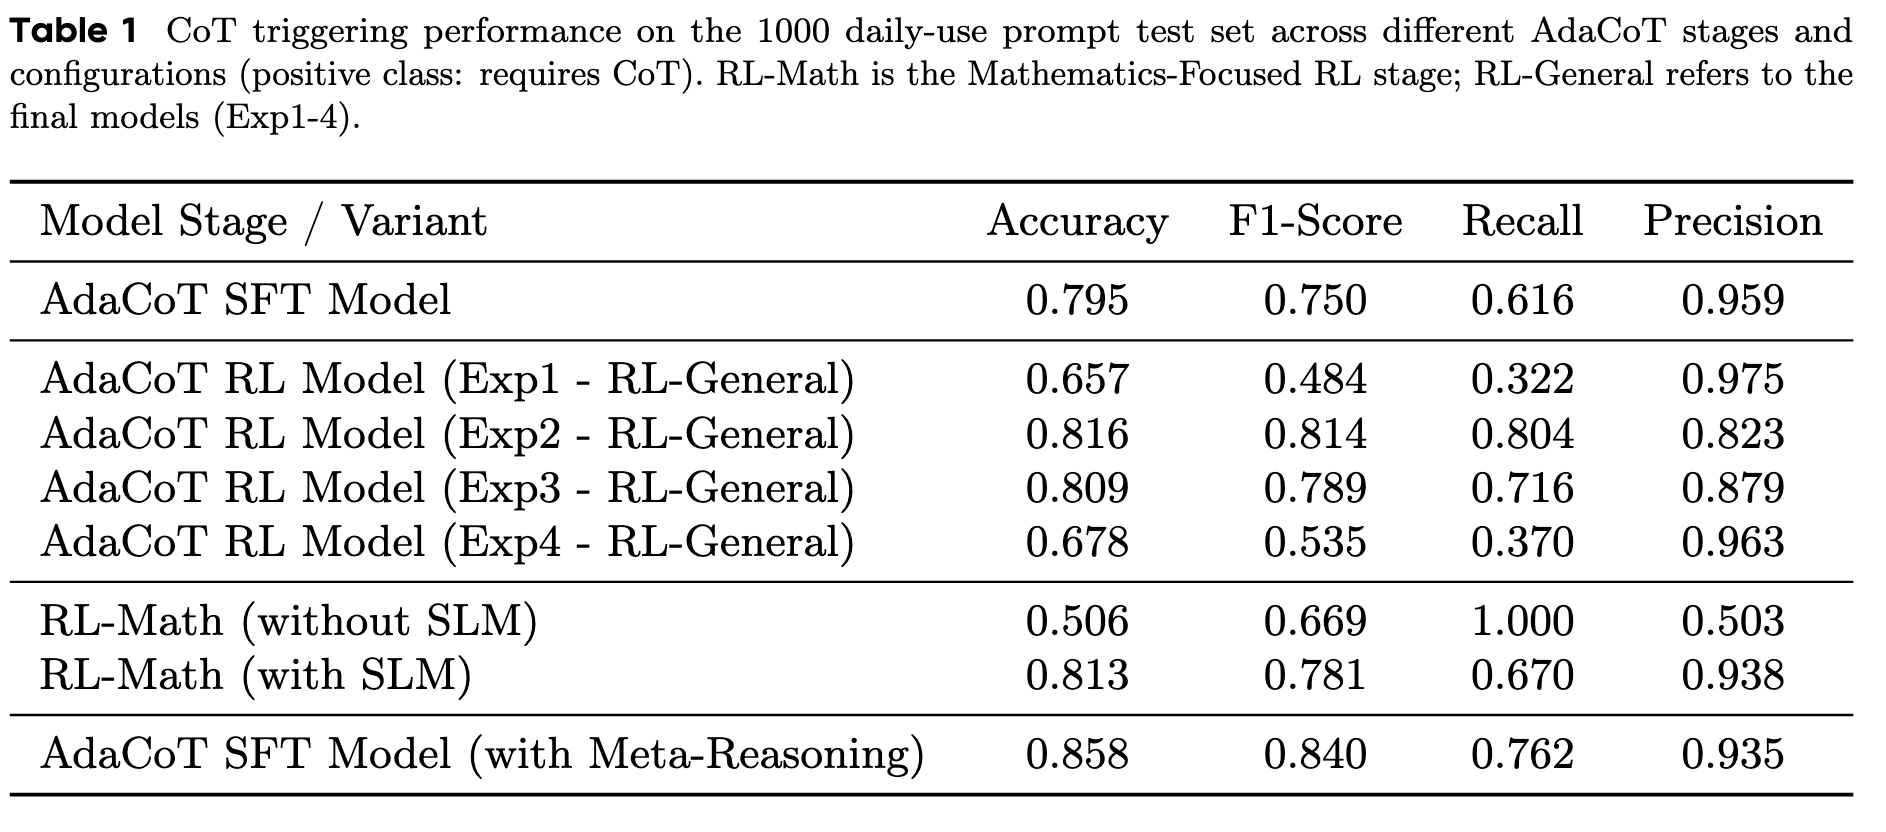 Table 1 CoT triggering performance on the 1000 daily-use prompt test set across different AdaCoT stages and
configurations (positive class: requires CoT). RL-Math is the Mathematics-Focused RL stage; RL-General refers to the
final models (Exp1-4).
Model Stage / Variant Accuracy F1-Score Recall Precision
AdaCoT SFT Model 0.795 0.750 0.616 0.959
AdaCoT RL Model (Exp1 - RL-General) 0.657 0.484 0.322 0.975
AdaCoT RL Model (Exp2 - RL-General) 0.816 0.814 0.804 0.823
AdaCoT RL Model (Exp3 - RL-General) 0.809 0.789 0.716 0.879
AdaCoT RL Model (Exp4 - RL-General) 0.678 0.535 0.370 0.963
RL-Math (without SLM) 0.506 0.669 1.000 0.503
RL-Math (with SLM) 0.813 0.781 0.670 0.938
AdaCoT SFT Model (with Meta-Reasoning) 0.858 0.840 0.762 0.935